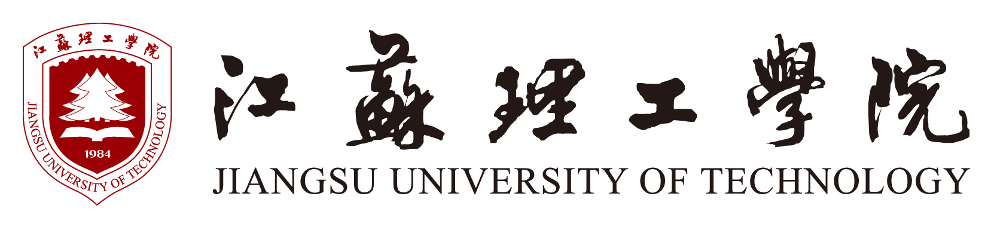 江蘇理工學院
1984
JIANGSU UNIVERSITY OF TECHNOLOGY
江蘇理工學院
JIANGSU UNIVERSITY OF TECHNOLOGY